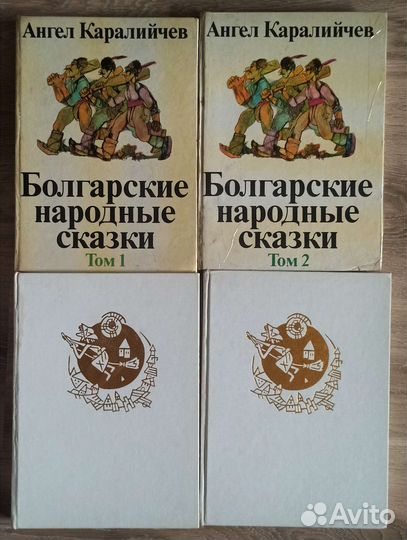 Ангел Каралийчев
Болгарские
народные
сказки
Том 1
Ангел Каралийчев
Болгарские
народные
сказки
Том 2
Avito